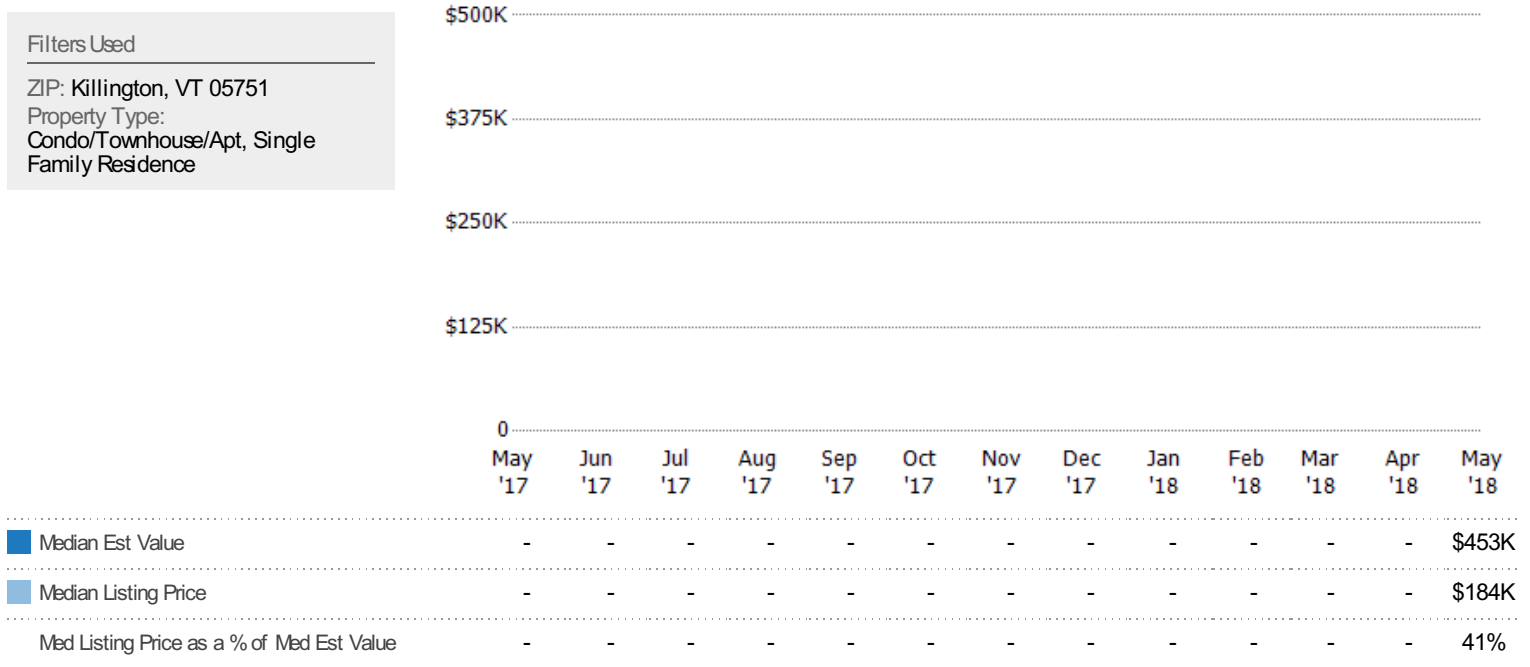 Filters Used
ZIP: Killington, VT 05751
Property Type:
Condo/Townhouse/Apt, Single
Family Residence
$500K
$375K
$250K
$125K
0
May Jun Jul Aug Sep Oct Nov Dec Jan Feb Mar Apr May
'17 '17 '17 '17 '17 '17 '17 '17 '18 '18 '18 '18 '18
Median Est Value - - - - - - - - - - - - $453K
Median Listing Price - - - - - - - - - - - - $184K
Med Listing Price as a % of Med Est Value - - - - - - - - - - - - 41%